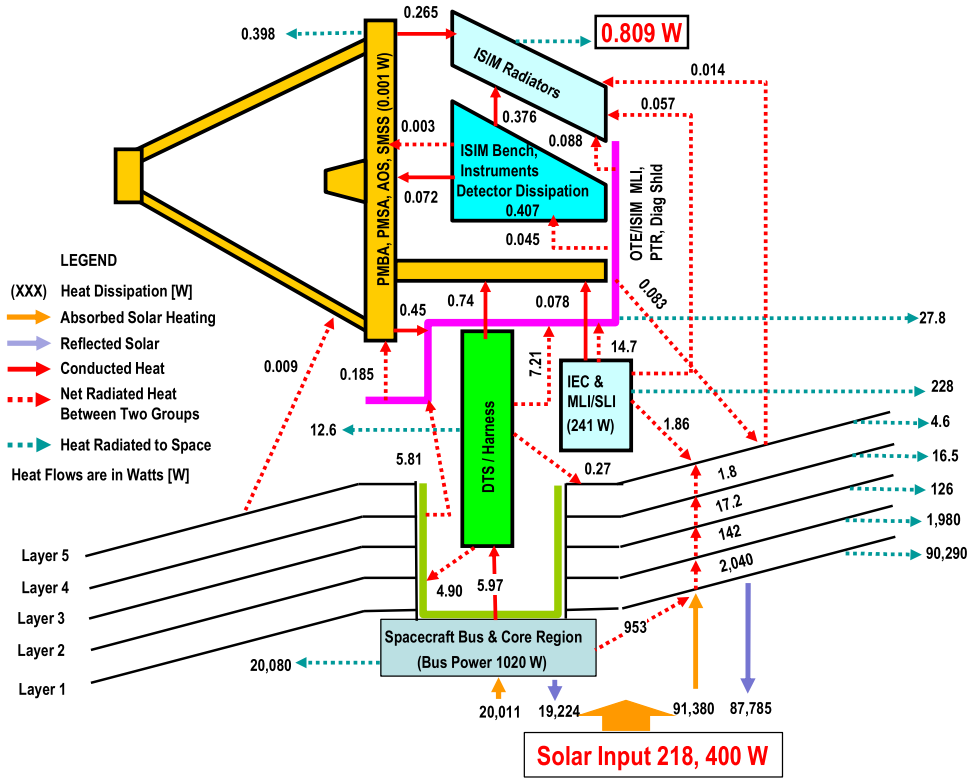 0.265
0.398
0.809 W
ISIM Radiators
0.014
PMBA, PMSA, AOS, SMSS (0.001 W)
0.376
0.057
0.003
0.088
ISIM Bench,
Instruments
Detector Dissipation
0.407
0.072
0.045
OTE/ISIM MLI,
PTR, Diag Shld
LEGEND
(XXX) Heat Dissipation [W]
Absorbed Solar Heating
Reflected Solar
Conducted Heat
Net Radiated Heat
Between Two Groups
Heat Radiated to Space
Heat Flows are in Watts [W]
0.45
0.74
0.078
0.083
27.8
0.009
0.185
7.21
14.7
IEC &
MLI/SLI
(241 W)
228
12.6
DTS / Harness
1.86
4.6
5.81
0.27
1.8
16.5
17.2
126
142
1,980
2,040
90,290
Layer 5
Layer 4
Layer 3
Layer 2
Layer 1
4.90
5.97
953
Spacecraft Bus & Core Region
(Bus Power 1020 W)
20,080
20,011
19,224
91,380
87,785
Solar Input 218, 400 W